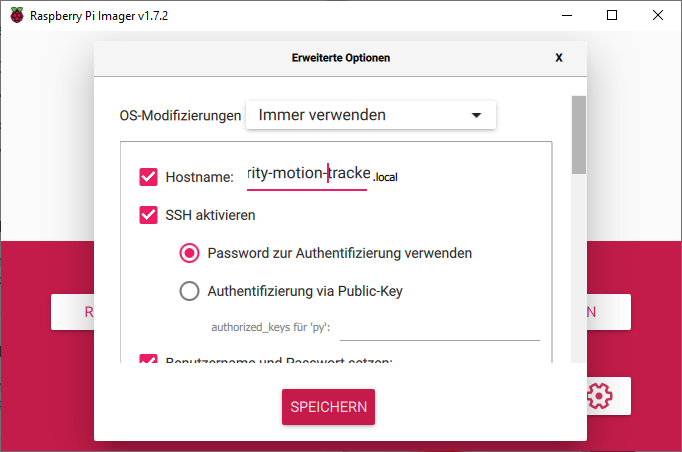 Raspberry Pi Imager v1.7.2
Erweiterte Optionen X
OS-Modifizierungen Immer verwenden
Hostname: rity-motion-tracke .local
SSH aktivieren
Password zur Authentifizierung verwenden
R N
Authentifizierung via Public-Key
authorized_keys für 'py':
Benutzername und Passwort setzen:
SPEICHERN